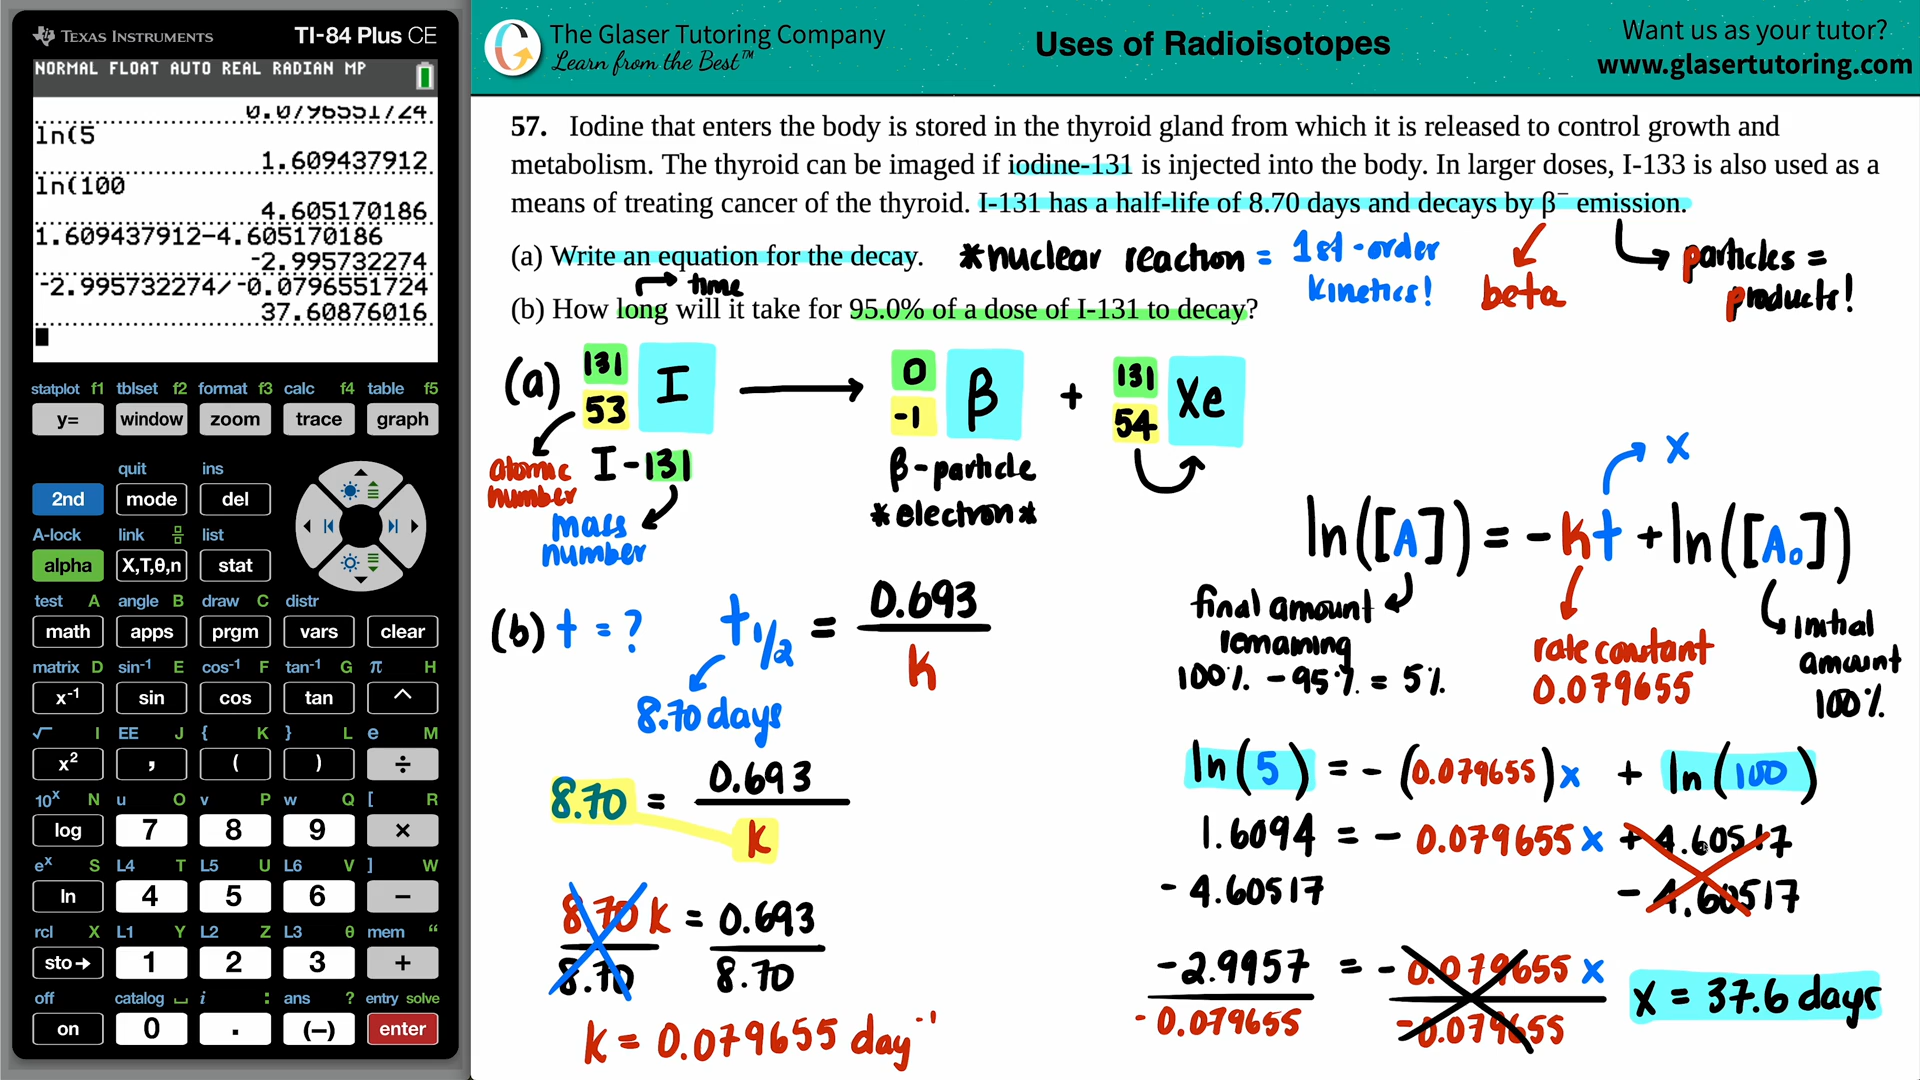 TEXAS INSTRUMENTS TI-84 Plus CE
NORMAL FLOAT AUTO REAL RADIAN MP
0.0796551724
ln(5
1.609437912
ln(100
4.605170186
1.609437912-4.605170186
-2.995732274
-2.995732274/-0.0796551724
37.60876016
statplot f1 tblset f2 format f3 calc f4 table f5
y= window zoom trace graph
quit ins
2nd mode del
A-lock link list
alpha X,T,θ,n stat
test A angle B draw C distr
math apps prgm vars clear
matrix D sin⁻¹ E cos⁻¹ F tan⁻¹ G π H
x⁻¹ sin cos tan ^
√ I EE J { K } L e M
x² , ( ) ÷
10ˣ N u O v P w Q [ R
log 7 8 9 ×
eˣ S L4 T L5 U L6 V ] W
ln 4 5 6 −
rcl X L1 Y L2 Z L3 θ mem "
sto→ 1 2 3 +
off catalog ⎵ i : ans ? entry solve
on 0 . (−) enter
The Glaser Tutoring Company
Learn from the Best™
Uses of Radioisotopes
Want us as your tutor?
www.glasertutoring.com
57. Iodine that enters the body is stored in the thyroid gland from which it is released to control growth and
metabolism. The thyroid can be imaged if iodine-131 is injected into the body. In larger doses, I-133 is also used as a
means of treating cancer of the thyroid. I-131 has a half-life of 8.70 days and decays by β⁻ emission.
(a) Write an equation for the decay.
*nuclear reaction = 1st-order
kinetics!
beta
particles =
products!
time
(b) How long will it take for 95.0% of a dose of I-131 to decay?
(a) 131 I → 0 β + 131 Xe
53 -1 54
atomic
number
I-131
mass
number
β-particle
*electron*
x
ln([A]) = -kt + ln([A₀])
final amount
remaining
100% - 95% = 5%
rate constant
0.079655
initial
amount
100%
(b) t = ? t1/2 = 0.693
k
8.70 days
8.70 = 0.693
k
8.70 k = 0.693
8.70 8.70
k = 0.079655 day⁻¹
ln(5) = -(0.079655)x + ln(100)
1.6094 = - 0.079655 x + 4.60517
- 4.60517 - 4.60517
-2.9957 = - 0.079655 x
-0.079655 -0.079655
x = 37.6 days